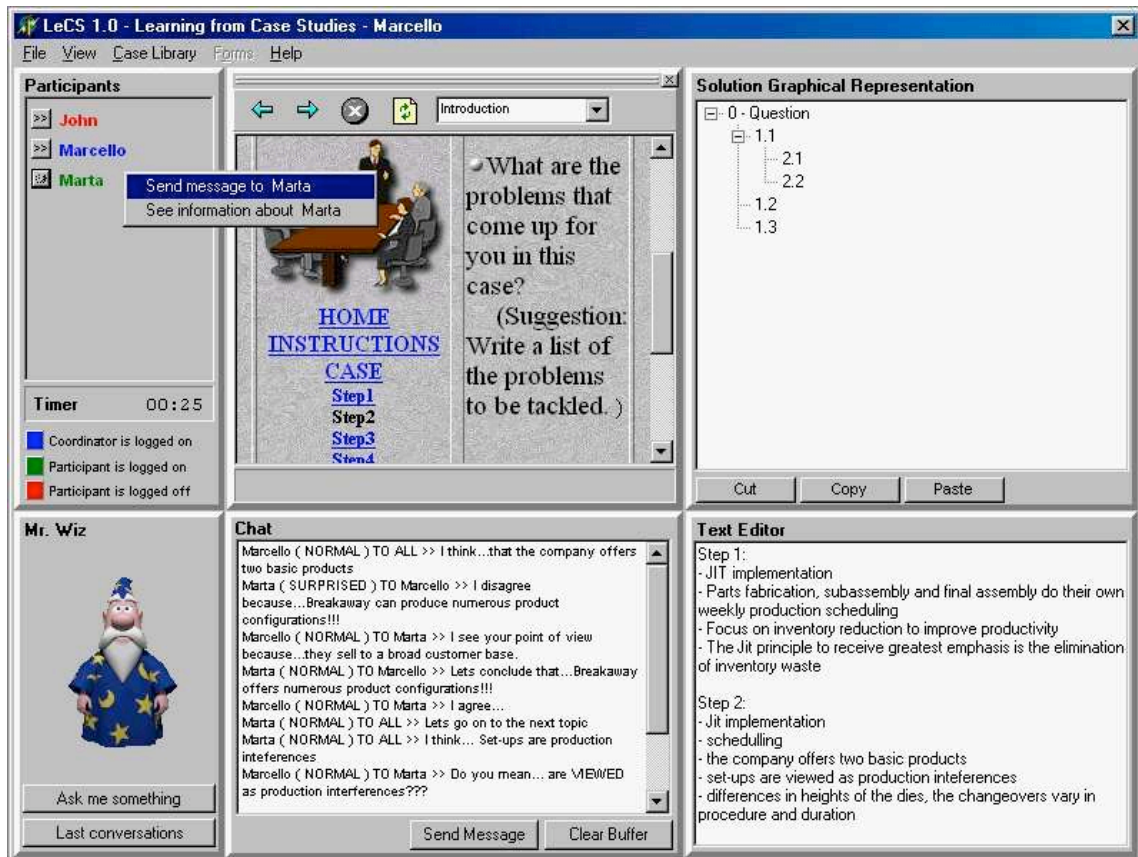 LeCS 1.0 - Learning from Case Studies - Marcello
File View Case Library Forms Help
Participants
>> John
>> Marcello
Marta
Send message to Marta
See information about Marta
Timer 00:25
Coordinator is logged on
Participant is logged on
Participant is logged off
Introduction
HOME
INSTRUCTIONS
CASE
Step1
Step2
Step3
Step4
What are the
problems that
come up for
you in this
case?
(Suggestion:
Write a list of
the problems
to be tackled. )
Solution Graphical Representation
0 - Question
1.1
2.1
2.2
1.2
1.3
Cut Copy Paste
Mr. Wiz
Ask me something
Last conversations
Chat
Marcello ( NORMAL ) TO ALL >> I think...that the company offers
two basic products
Marta ( SURPRISED ) TO Marcello >> I disagree
because...Breakaway can produce numerous product
configurations!!!
Marcello ( NORMAL ) TO Marta >> I see your point of view
because...they sell to a broad customer base.
Marta ( NORMAL ) TO Marcello >> Lets conclude that...Breakaway
offers numerous product configurations!!!
Marcello ( NORMAL ) TO Marta >> I agree...
Marta ( NORMAL ) TO ALL >> Lets go on to the next topic
Marta ( NORMAL ) TO ALL >> I think... Set-ups are production
inteferences
Marcello ( NORMAL ) TO Marta >> Do you mean... are VIEWED
as production interferences???
Send Message Clear Buffer
Text Editor
Step 1:
- JIT implementation
- Parts fabrication, subassembly and final assembly do their own
weekly production scheduling
- Focus on inventory reduction to improve productivity
- The Jit principle to receive greatest emphasis is the elimination
of inventory waste
Step 2:
- Jit implementation
- schedulling
- the company offers two basic products
- set-ups are viewed as production inteferences
- differences in heights of the dies, the changeovers vary in
procedure and duration